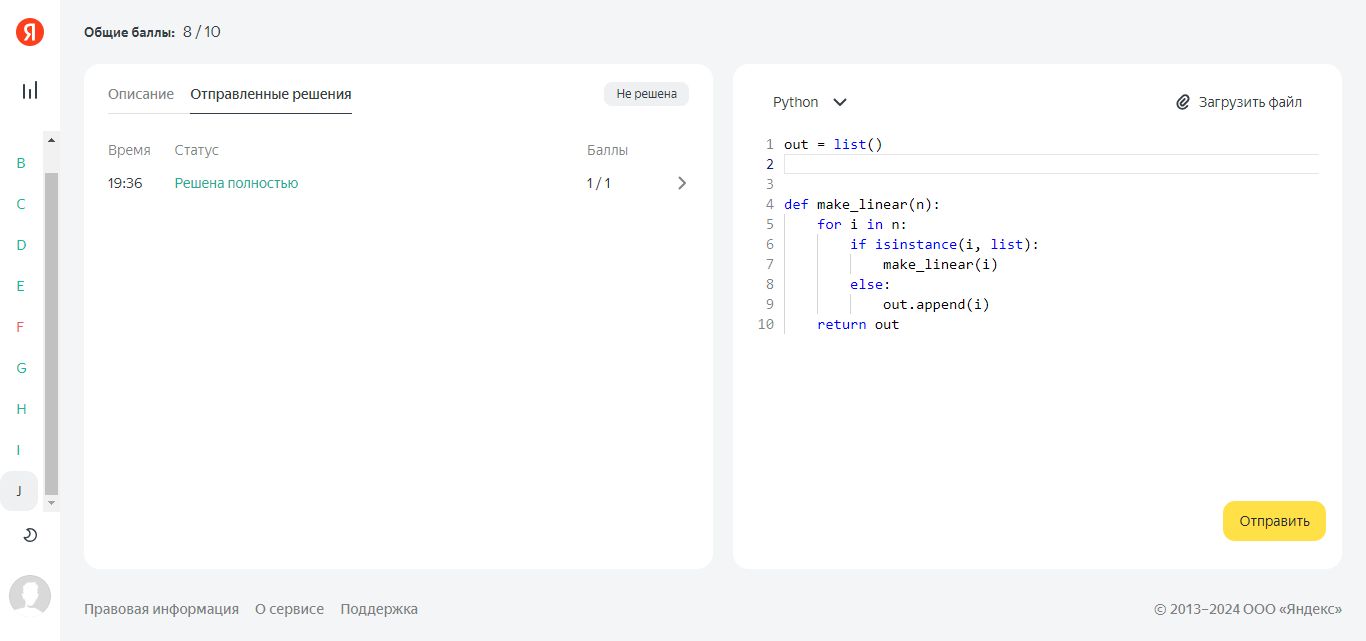 Я
Общие баллы: 8 / 10
B
C
D
E
F
G
H
I
J
Описание Отправленные решения Не решена
Время Статус Баллы
19:36 Решена полностью 1 / 1
Python Загрузить файл
1 out = list()
2
3
4 def make_linear(n):
5 for i in n:
6 if isinstance(i, list):
7 make_linear(i)
8 else:
9 out.append(i)
10 return out
Отправить
Правовая информация О сервисе Поддержка © 2013–2024 ООО «Яндекс»